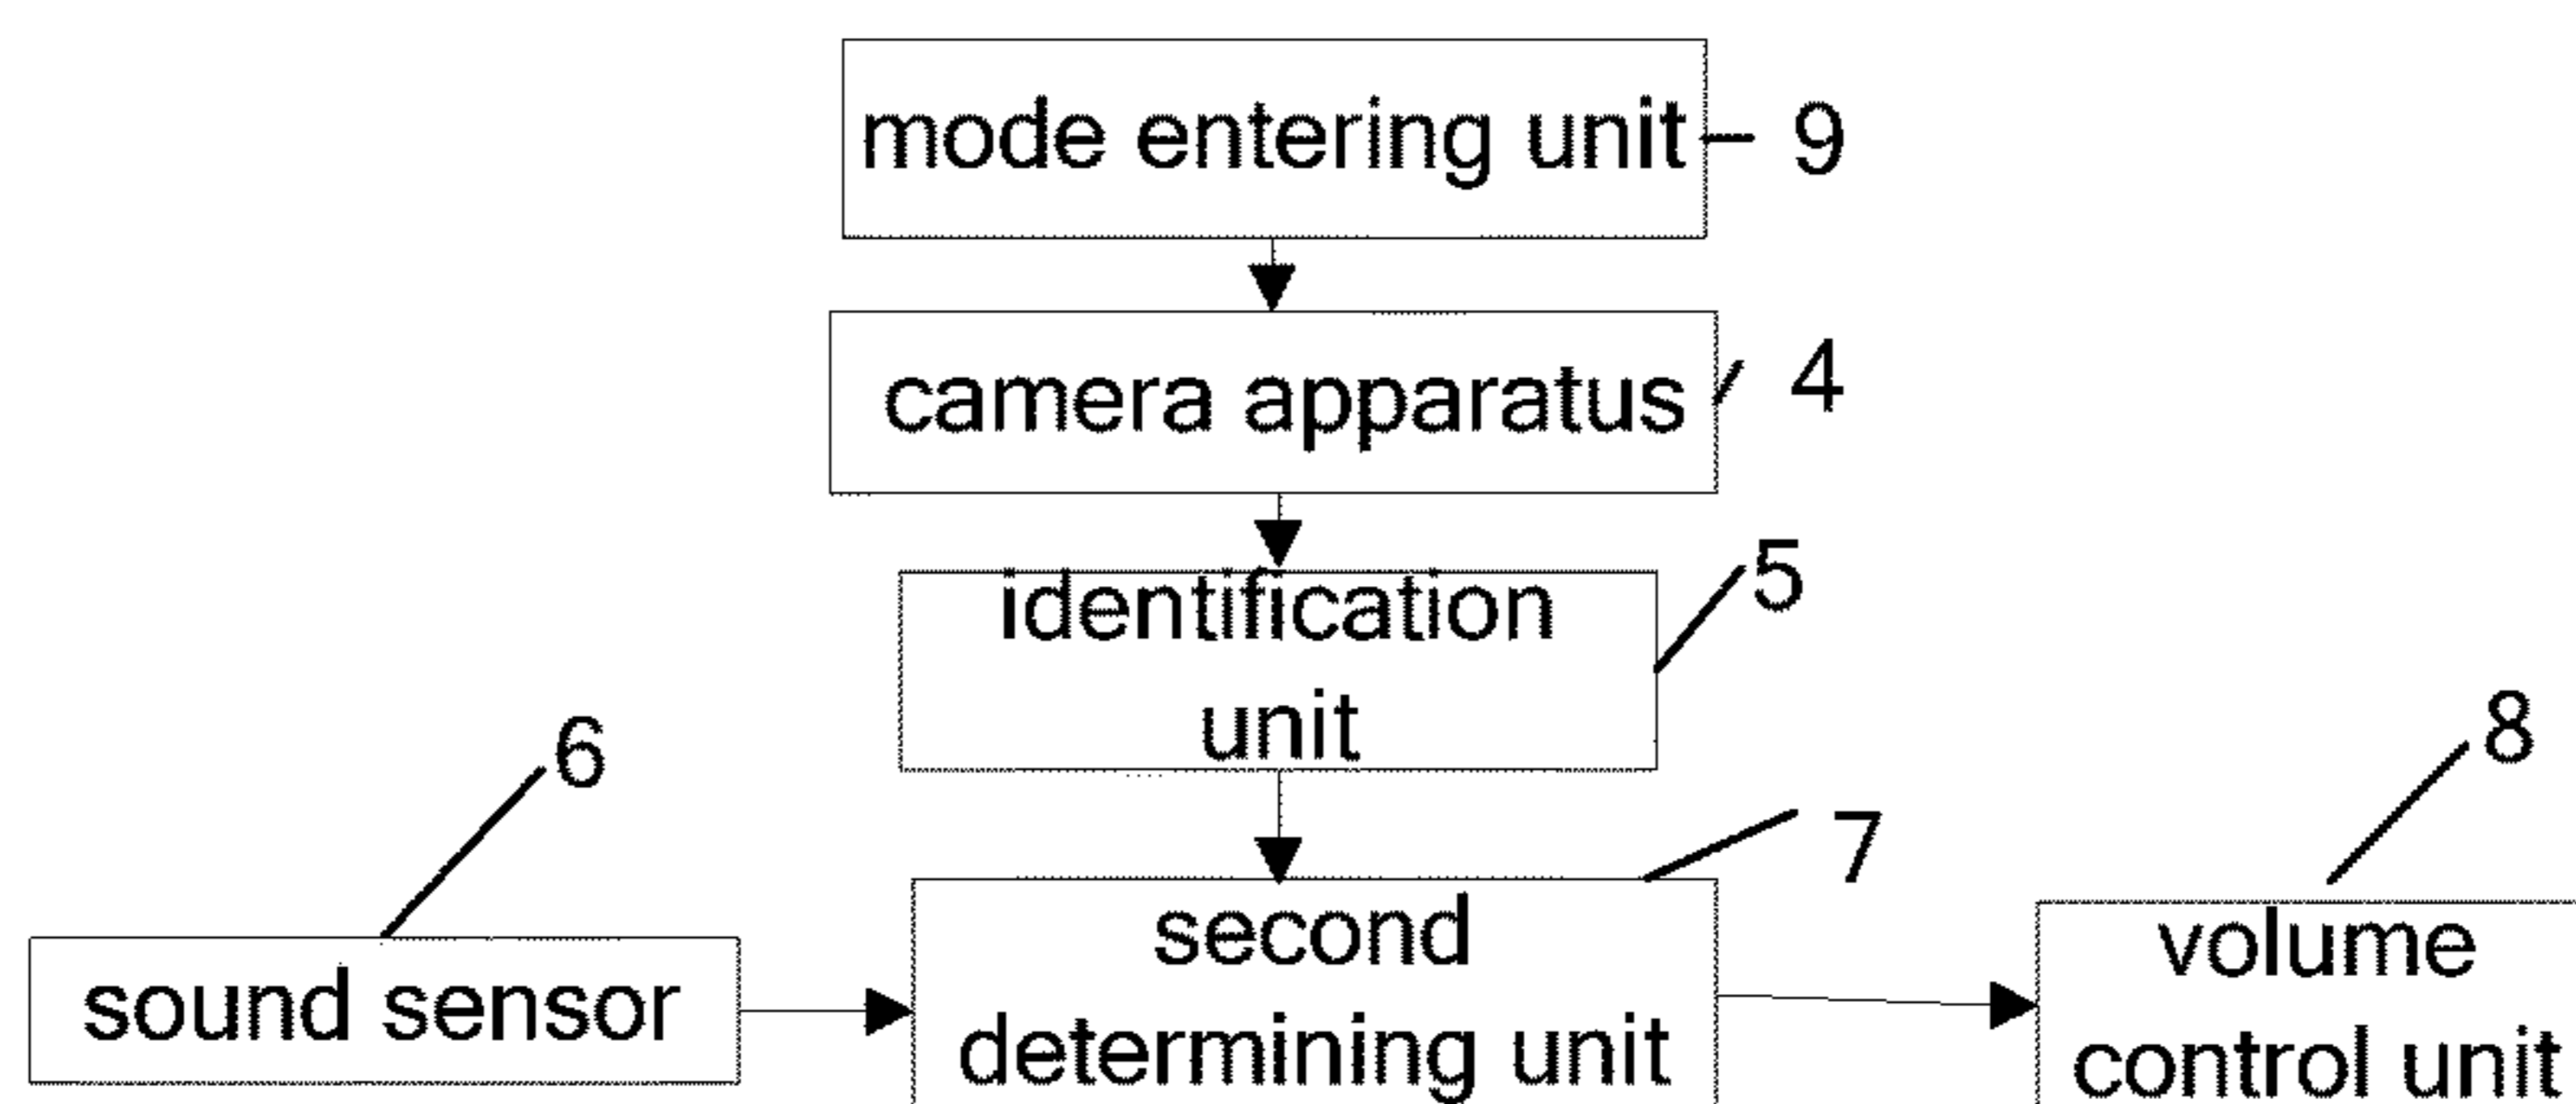 mode entering unit 9
camera apparatus 4
identification 5
unit
6
8
7
second
volume
sound sensor
determining unit
control unit